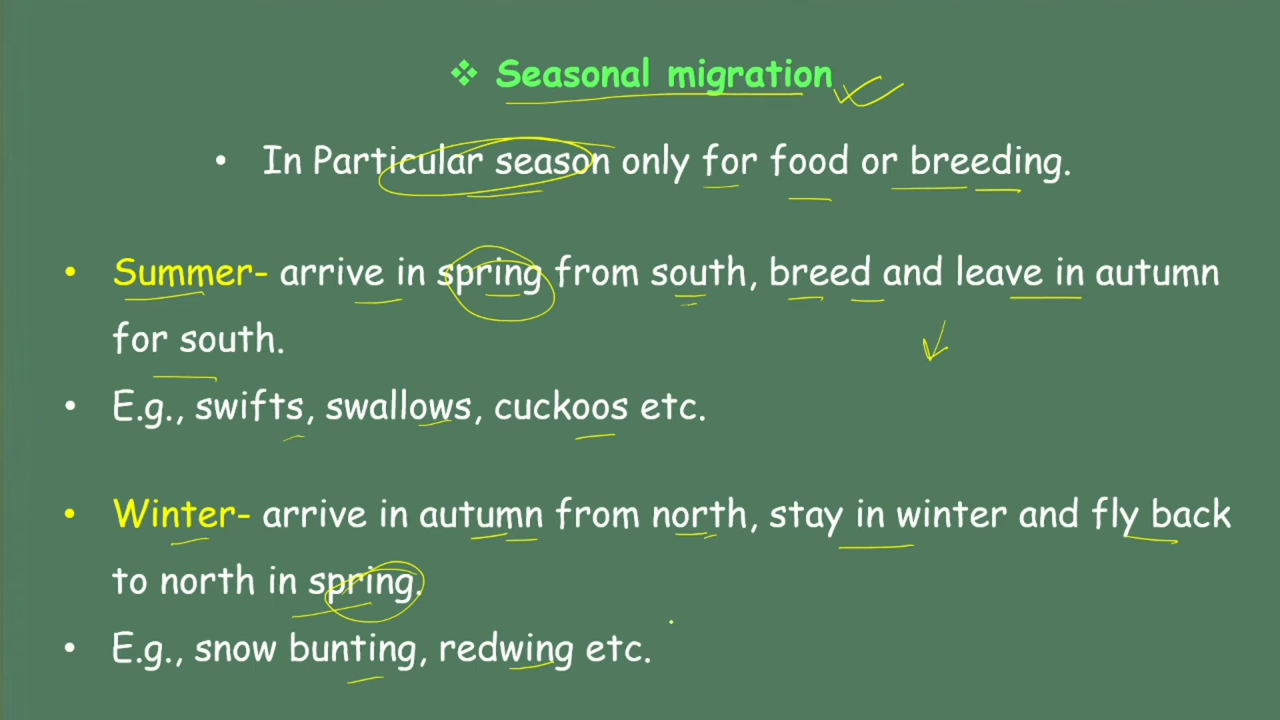 ❖ Seasonal migration
• In Particular season only for food or breeding.
• Summer- arrive in spring from south, breed and leave in autumn
for south.
• E.g., swifts, swallows, cuckoos etc.
• Winter- arrive in autumn from north, stay in winter and fly back
to north in spring.
• E.g., snow bunting, redwing etc.